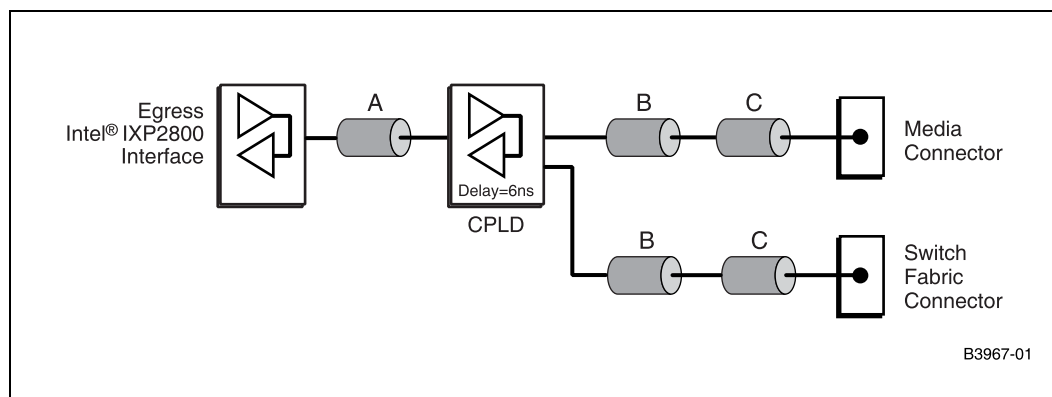 Egress
Intel® IXP2800
Interface
A
Delay=6ns
CPLD
B
C
Media
Connector
B
C
Switch
Fabric
Connector
B3967-01